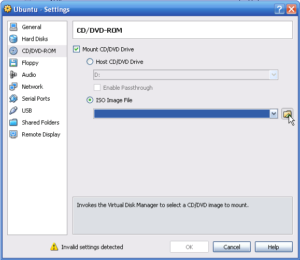 Ubuntu - Settings
General
Hard Disks
CD/DVD-ROM
Floppy
Audio
Network
Serial Ports
USB
Shared Folders
Remote Display
CD/DVD-ROM
Mount CD/DVD Drive
Host CD/DVD Drive
D:
Enable Passthrough
ISO Image File
Invokes the Virtual Disk Manager to select a CD/DVD image to mount.
Invalid settings detected
OK
Cancel
Help